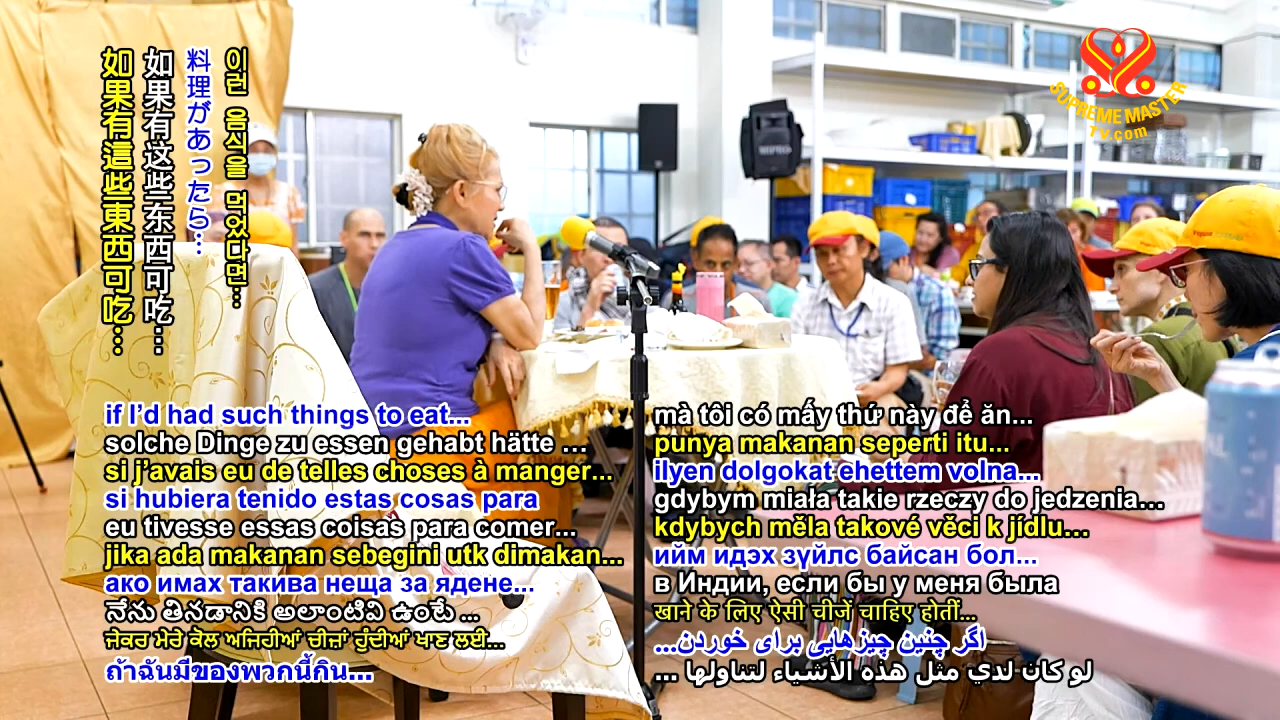 이런 음식을 먹었다면...
料理があったら...
如果有这些东西可吃...
如果有這些東西可吃...
SUPREME MASTER
TV.com
if I'd had such things to eat...
solche Dinge zu essen gehabt hätte …
si j'avais eu de telles choses à manger...
si hubiera tenido estas cosas para
eu tivesse essas coisas para comer...
jika ada makanan sebegini utk dimakan...
ако имах такива неща за ядене...
నేను తినడానికి అలాంటివి ఉంటే ...
ਜੇਕਰ ਮੇਰੇ ਕੋਲ ਅਜਿਹੀਆਂ ਚੀਜ਼ਾਂ ਹੁੰਦੀਆਂ ਖਾਣ ਲਈ...
ถ้าฉันมีของพวกนี้กิน...
mà tôi có mấy thứ này để ăn...
punya makanan seperti itu...
ilyen dolgokat ehettem volna...
gdybym miała takie rzeczy do jedzenia…
kdybych měla takové věci k jídlu…
ийм идэх зүйлс байсан бол...
в Индии, если бы у меня была
खाने के लिए ऐसी चीजें चाहिए होतीं...
اگر چنین چیزهایی برای خوردن...
لو كان لدي مثل هذه الأشياء لتناولها ...